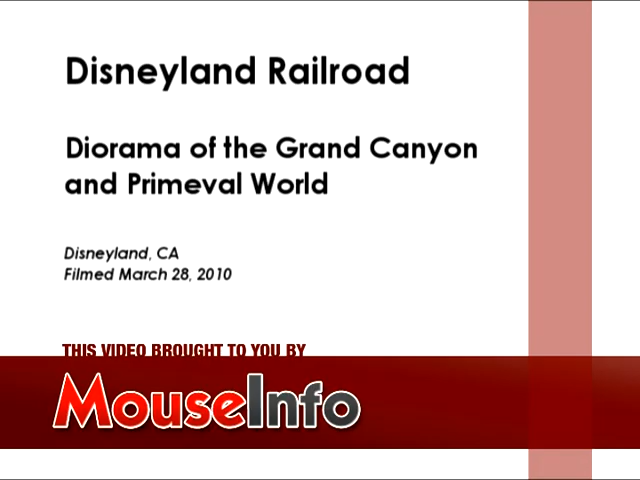 Disneyland Railroad
Diorama of the Grand Canyon
and Primeval World
Disneyland, CA
Filmed March 28, 2010
THIS VIDEO BROUGHT TO YOU BY
MouseInfo